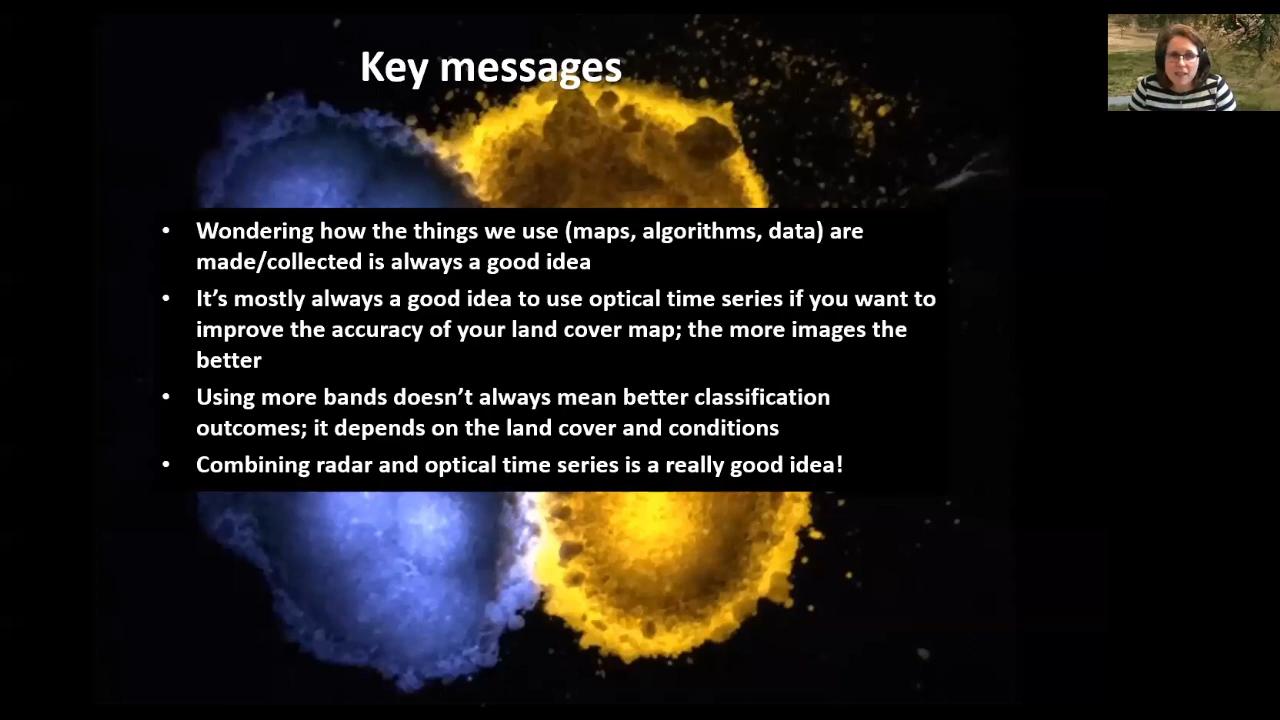 Key messages
• Wondering how the things we use (maps, algorithms, data) are
made/collected is always a good idea
• It’s mostly always a good idea to use optical time series if you want to
improve the accuracy of your land cover map; the more images the
better
• Using more bands doesn’t always mean better classification
outcomes; it depends on the land cover and conditions
• Combining radar and optical time series is a really good idea!